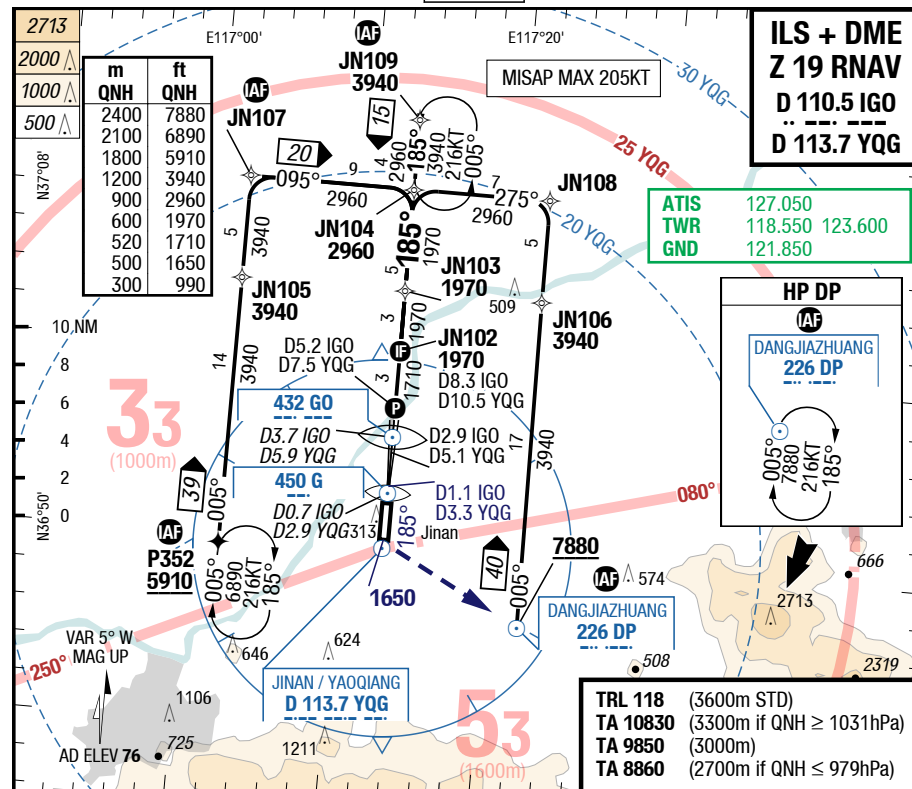 2713
2000
1000
500
m ft
QNH QNH
2400 7880
2100 6890
1800 5910
1200 3940
900 2960
600 1970
520 1710
500 1650
300 990
E117°00'
E117°20'
IAF
JN109
3940
MISAP MAX 205KT
30 YQG
ILS + DME
Z 19 RNAV
D 110.5 IGO
D 113.7 YQG
IAF
JN107
15
20
095°
9
2960
4
2960
185°
3940
216KT
005°
25 YQG
7
275°
2960
JN108
20 YQG
ATIS 127.050
TWR 118.550 123.600
GND 121.850
N37°08'
JN104
2960
185°
1970
5
3940
5
3940
5
JN103
1970
509
JN105
3940
JN106
3940
HP DP
IAF
DANGJIAZHUANG
226 DP
005°
7880
216KT
185°
10 NM
8
6
4
2
0
3
1970
IF
JN102
1970
D5.2 IGO
D7.5 YQG
D8.3 IGO
D10.5 YQG
3
1710
P
14
3940
432 GO
D3.7 IGO
D5.9 YQG
D2.9 IGO
D5.1 YQG
17
3940
33
(1000m)
450 G
D1.1 IGO
D3.3 YQG
D0.7 IGO
D2.9 YQG
313
185°
Jinan
080°
N36°50'
39
005°
IAF
P352
5910
005°
6890
216KT
185°
1650
40
005°
7880
IAF
574
666
DANGJIAZHUANG
226 DP
2713
VAR 5° W
MAG UP
250°
646
624
508
2319
JINAN / YAOQIANG
D 113.7 YQG
1106
725
AD ELEV 76
1211
53
(1600m)
TRL 118 (3600m STD)
TA 10830 (3300m if QNH ≥ 1031hPa)
TA 9850 (3000m)
TA 8860 (2700m if QNH ≤ 979hPa)